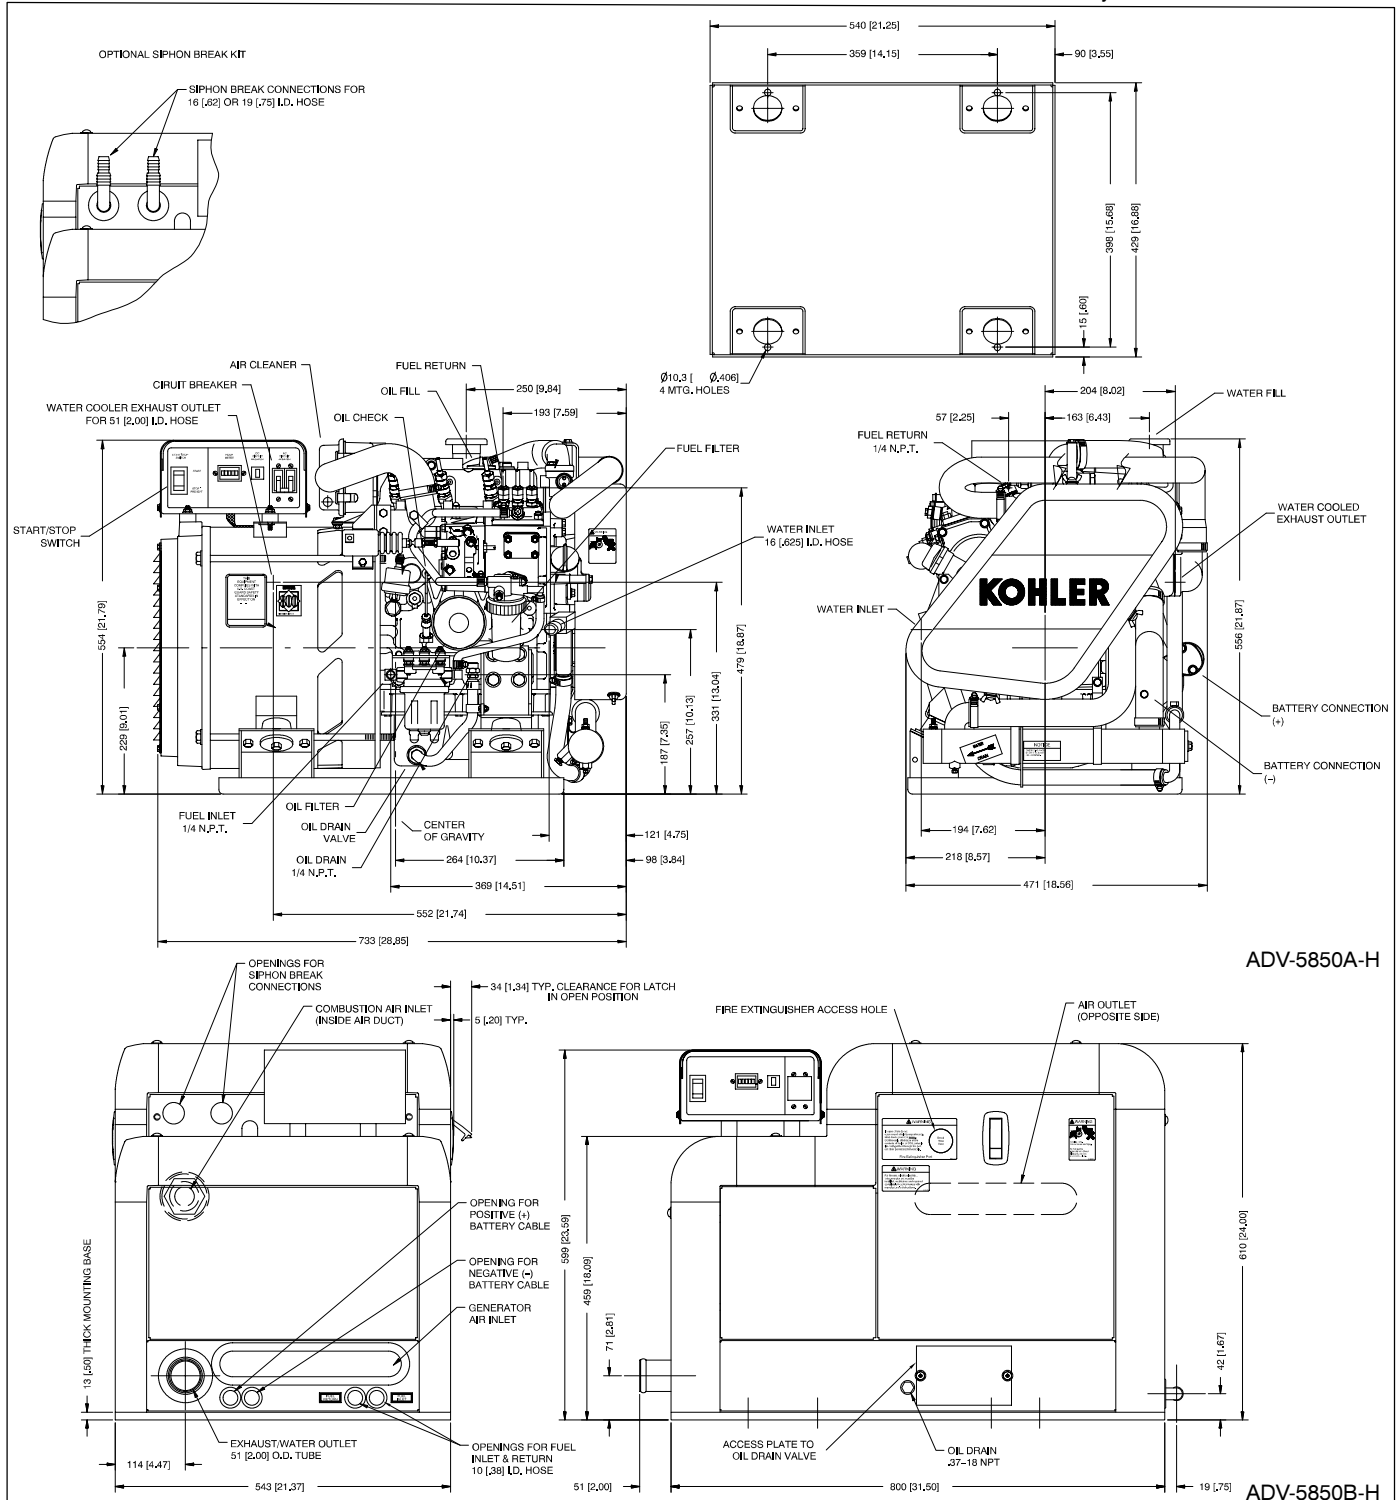 540 [21.25]
359 [14.15]
90 [3.55]
398 [15.68]
429 [16.88]
15 [.60]
Ø10.3 [ Ø.406]
4 MTG. HOLES
OPTIONAL SIPHON BREAK KIT
SIPHON BREAK CONNECTIONS FOR
16 [.62] OR 19 [.75] I.D. HOSE
AIR CLEANER
CIRUIT BREAKER
WATER COOLER EXHAUST OUTLET
FOR 51 [2.00] I.D. HOSE
FUEL RETURN
OIL FILL
OIL CHECK
250 [9.84]
193 [7.59]
FUEL FILTER
START/STOP
SWITCH
WATER INLET
16 [.625] I.D. HOSE
554 [21.79]
229 [9.01]
187 [7.35]
257 [10.13]
331 [13.04]
479 [18.87]
FUEL INLET
1/4 N.P.T.
OIL FILTER
OIL DRAIN
VALVE
OIL DRAIN
1/4 N.P.T.
CENTER
OF GRAVITY
121 [4.75]
264 [10.37]
98 [3.84]
369 [14.51]
552 [21.74]
733 [28.85]
204 [8.02]
57 [2.25]
163 [6.43]
WATER FILL
FUEL RETURN
1/4 N.P.T.
WATER COOLED
EXHAUST OUTLET
KOHLER
WATER INLET
556 [21.87]
BATTERY CONNECTION
(+)
BATTERY CONNECTION
(-)
NOTICE
DRAIN
194 [7.62]
218 [8.57]
471 [18.56]
ADV-5850A-H
OPENINGS FOR
SIPHON BREAK
CONNECTIONS
COMBUSTION AIR INLET
(INSIDE AIR DUCT)
34 [1.34] TYP. CLEARANCE FOR LATCH
IN OPEN POSITION
5 [.20] TYP.
OPENING FOR
POSITIVE (+)
BATTERY CABLE
OPENING FOR
NEGATIVE (–)
BATTERY CABLE
GENERATOR
AIR INLET
13 [.50] THICK MOUNTING BASE
EXHAUST/WATER OUTLET
51 [2.00] O.D. TUBE
OPENINGS FOR FUEL
INLET & RETURN
10 [.38] I.D. HOSE
114 [4.47]
543 [21.37]
FIRE EXTINGUISHER ACCESS HOLE
AIR OUTLET
(OPPOSITE SIDE)
WARNING
WARNING
WARNING
599 [23.59]
459 [18.09]
71 [2.81]
610 [24.00]
42 [1.67]
ACCESS PLATE TO
OIL DRAIN VALVE
OIL DRAIN
.37–18 NPT
51 [2.00]
800 [31.50]
19 [.75]
ADV-5850B-H